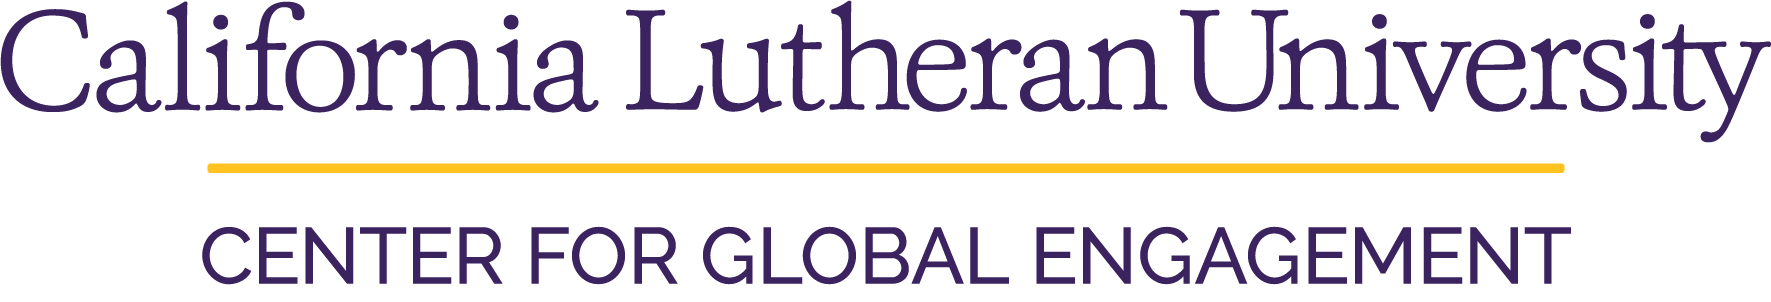 California Lutheran University
CENTER FOR GLOBAL ENGAGEMENT